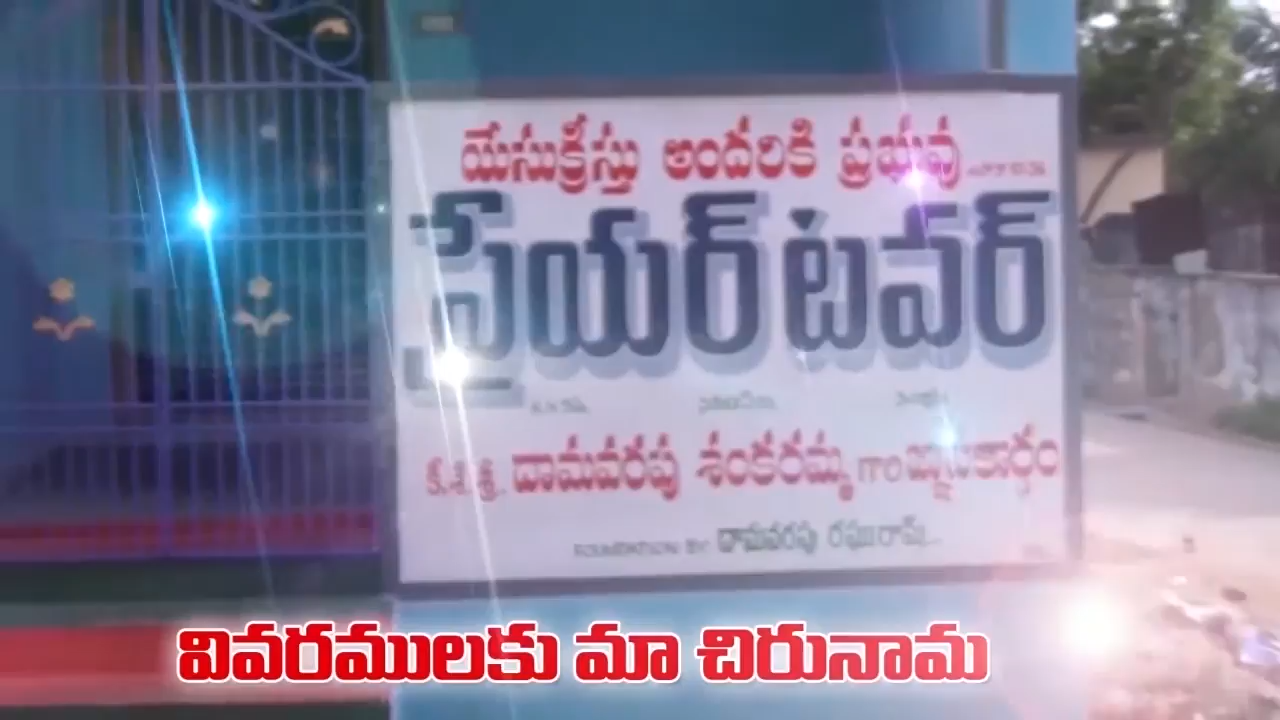 యేసుక్రీస్తు అందరికి ప్రభువు
ప్రేయర్ టవర్
క్రీ.శే.శ్రీ. దామవరపు శంకరమ్మ గారి జ్ఞాపకార్థం
దామవరపు రఘురామ్..
వివరములకు మా చిరునామ